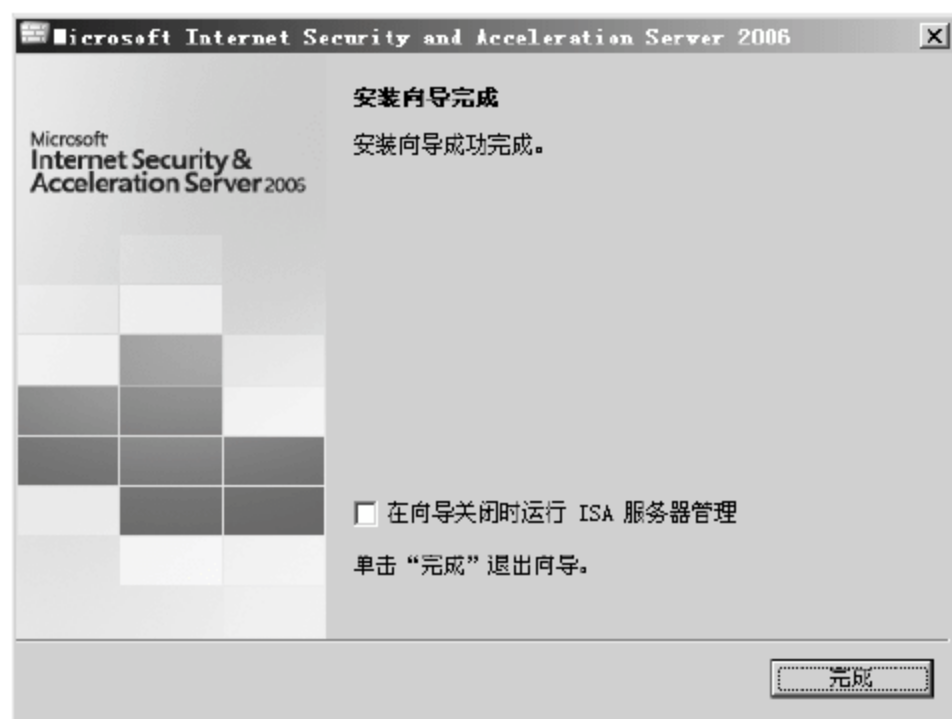 Microsoft Internet Security and Acceleration Server 2006
安装向导完成
安装向导成功完成。
Microsoft
Internet Security &
Acceleration Server 2006
在向导关闭时运行 ISA 服务器管理
单击“完成”退出向导。
完成